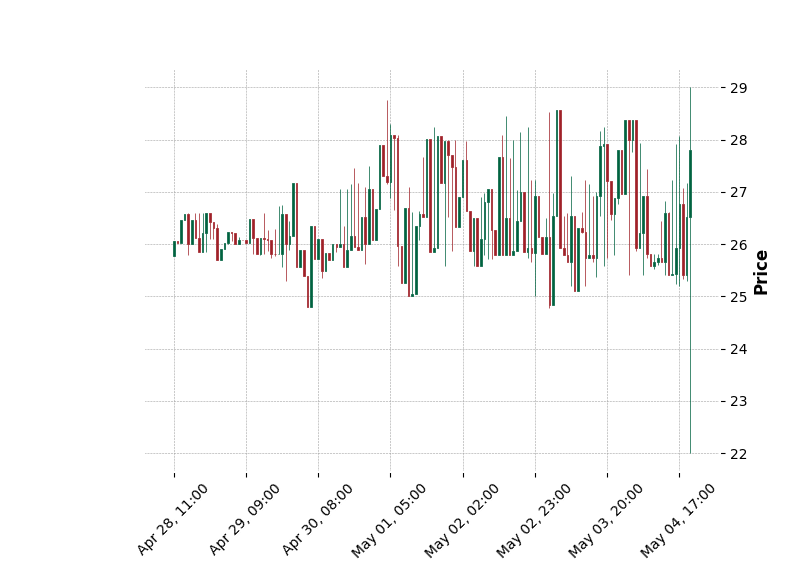 29
28
27
26
25
24
23
22
Price
Apr 28, 11:00
Apr 29, 09:00
Apr 30, 08:00
May 01, 05:00
May 02, 02:00
May 02, 23:00
May 03, 20:00
May 04, 17:00